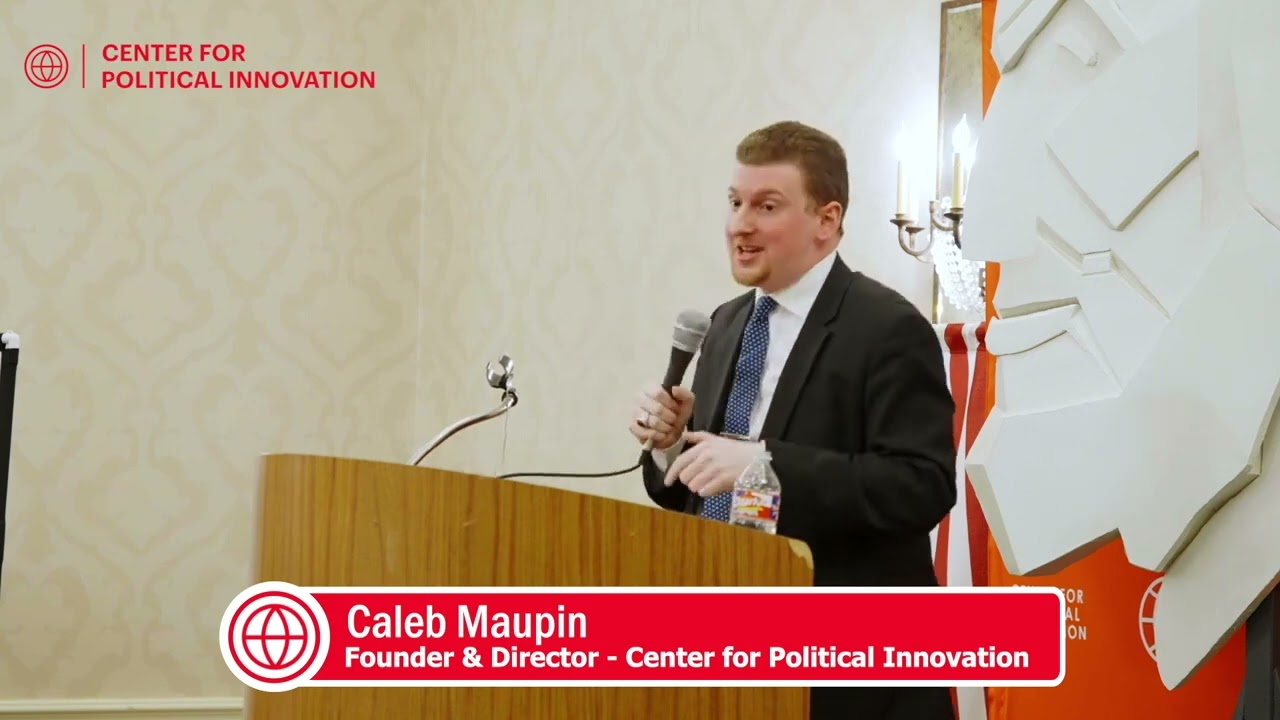 CENTER FOR
POLITICAL INNOVATION
Caleb Maupin
Founder & Director - Center for Political Innovation